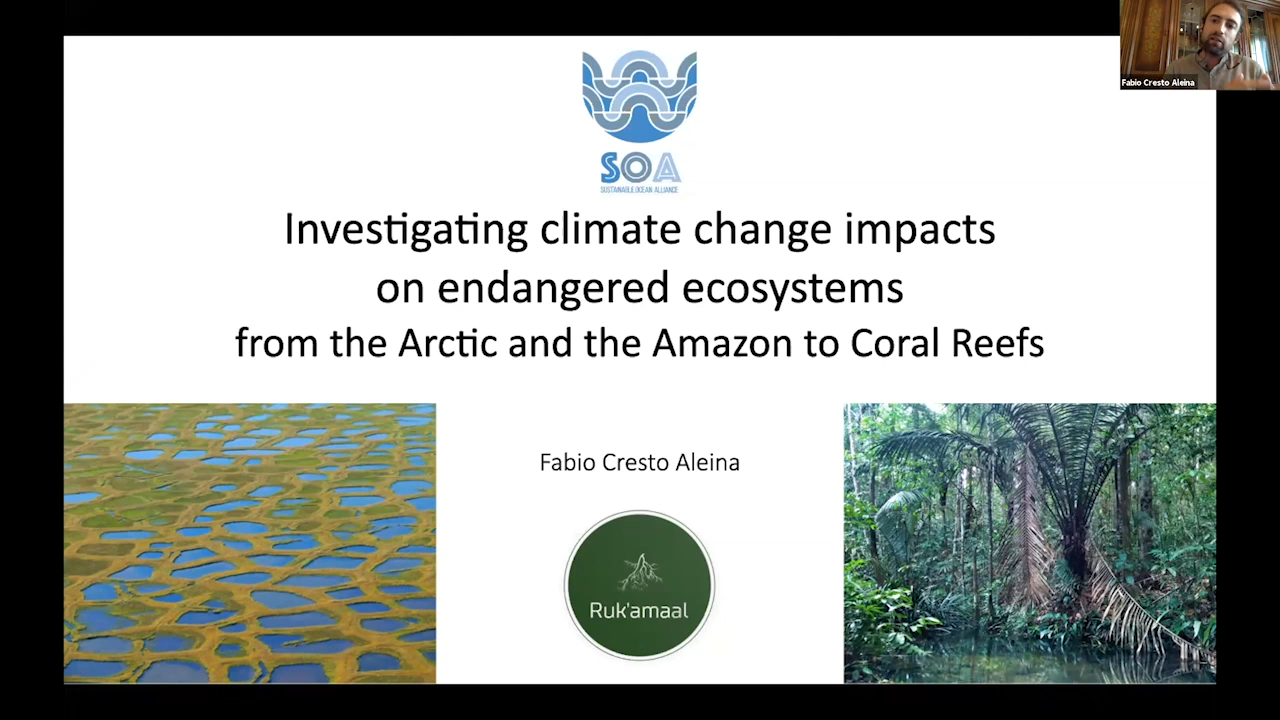 Fabio Cresto Aleina
SOA
SUSTAINABLE OCEAN ALLIANCE
Investigating climate change impacts
on endangered ecosystems
from the Arctic and the Amazon to Coral Reefs
Fabio Cresto Aleina
Ruk'amaal